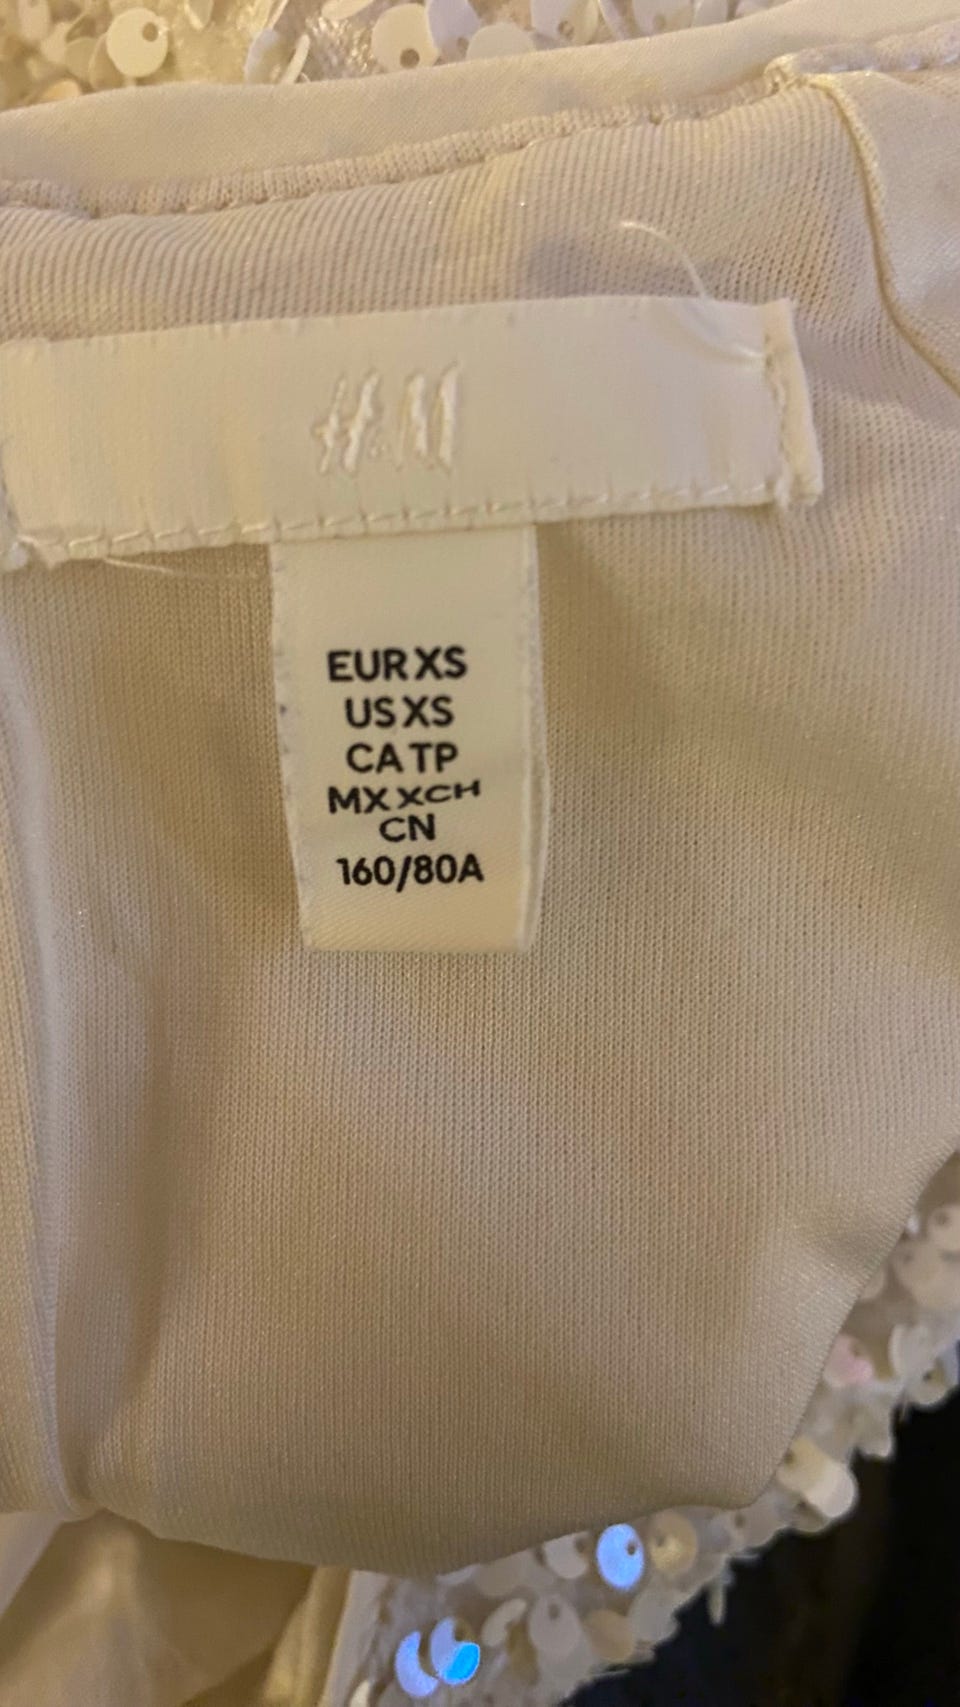 H&M
EUR XS
US XS
CA TP
MX XCH
CN
160/80A